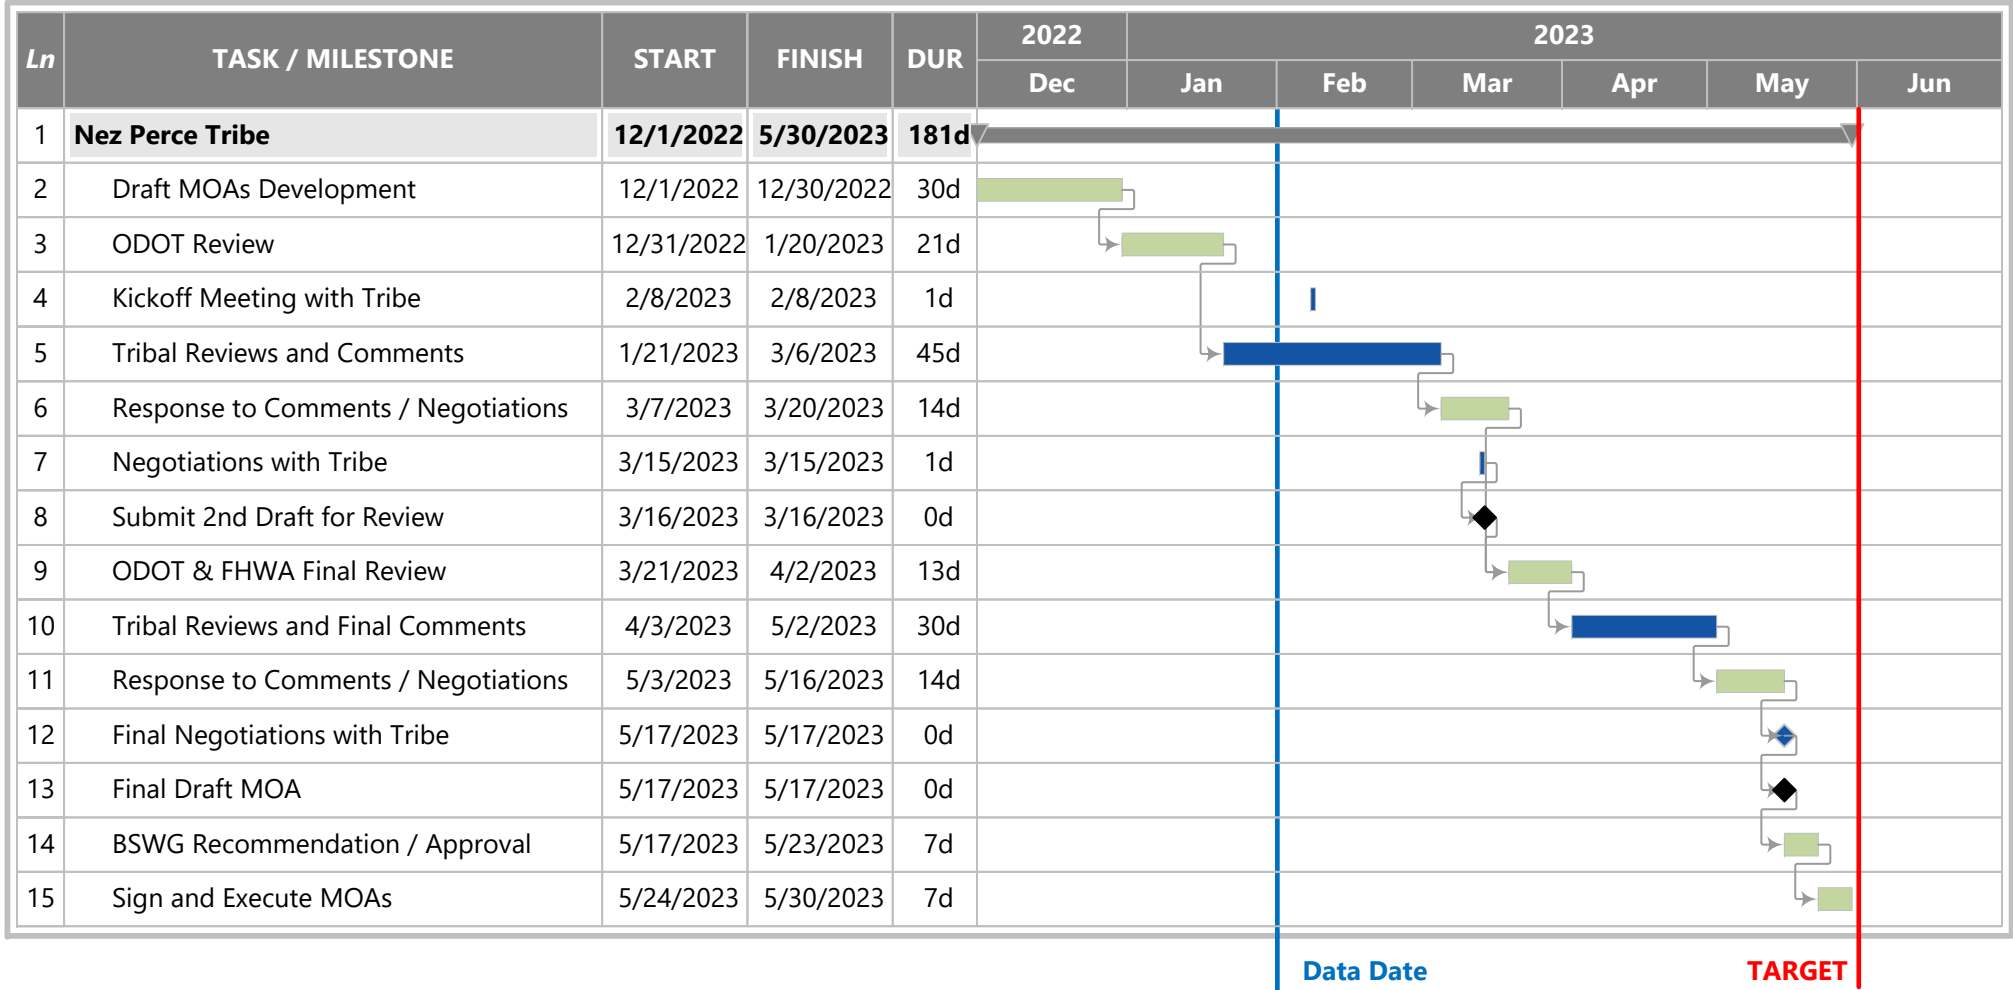 Ln TASK / MILESTONE START FINISH DUR 2022 2023
Dec Jan Feb Mar Apr May Jun
1 Nez Perce Tribe 12/1/2022 5/30/2023 181d
2 Draft MOAs Development 12/1/2022 12/30/2022 30d
3 ODOT Review 12/31/2022 1/20/2023 21d
4 Kickoff Meeting with Tribe 2/8/2023 2/8/2023 1d
5 Tribal Reviews and Comments 1/21/2023 3/6/2023 45d
6 Response to Comments / Negotiations 3/7/2023 3/20/2023 14d
7 Negotiations with Tribe 3/15/2023 3/15/2023 1d
8 Submit 2nd Draft for Review 3/16/2023 3/16/2023 0d
9 ODOT & FHWA Final Review 3/21/2023 4/2/2023 13d
10 Tribal Reviews and Final Comments 4/3/2023 5/2/2023 30d
11 Response to Comments / Negotiations 5/3/2023 5/16/2023 14d
12 Final Negotiations with Tribe 5/17/2023 5/17/2023 0d
13 Final Draft MOA 5/17/2023 5/17/2023 0d
14 BSWG Recommendation / Approval 5/17/2023 5/23/2023 7d
15 Sign and Execute MOAs 5/24/2023 5/30/2023 7d
Data Date TARGET